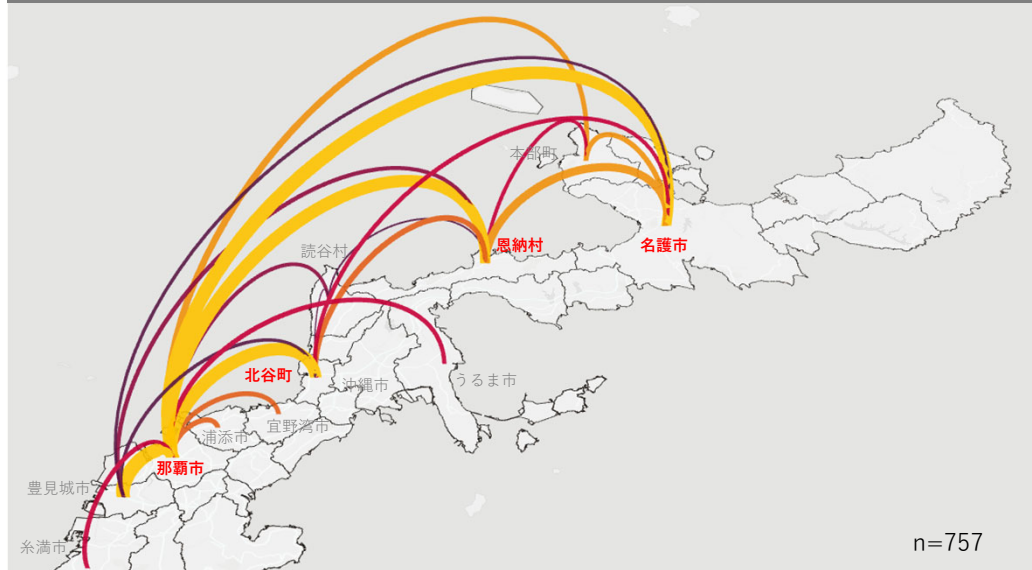 本部町
恩納村
名護市
読谷村
北谷町
沖縄市
うるま市
宜野湾市
浦添市
那覇市
豊見城市
糸満市
n=757